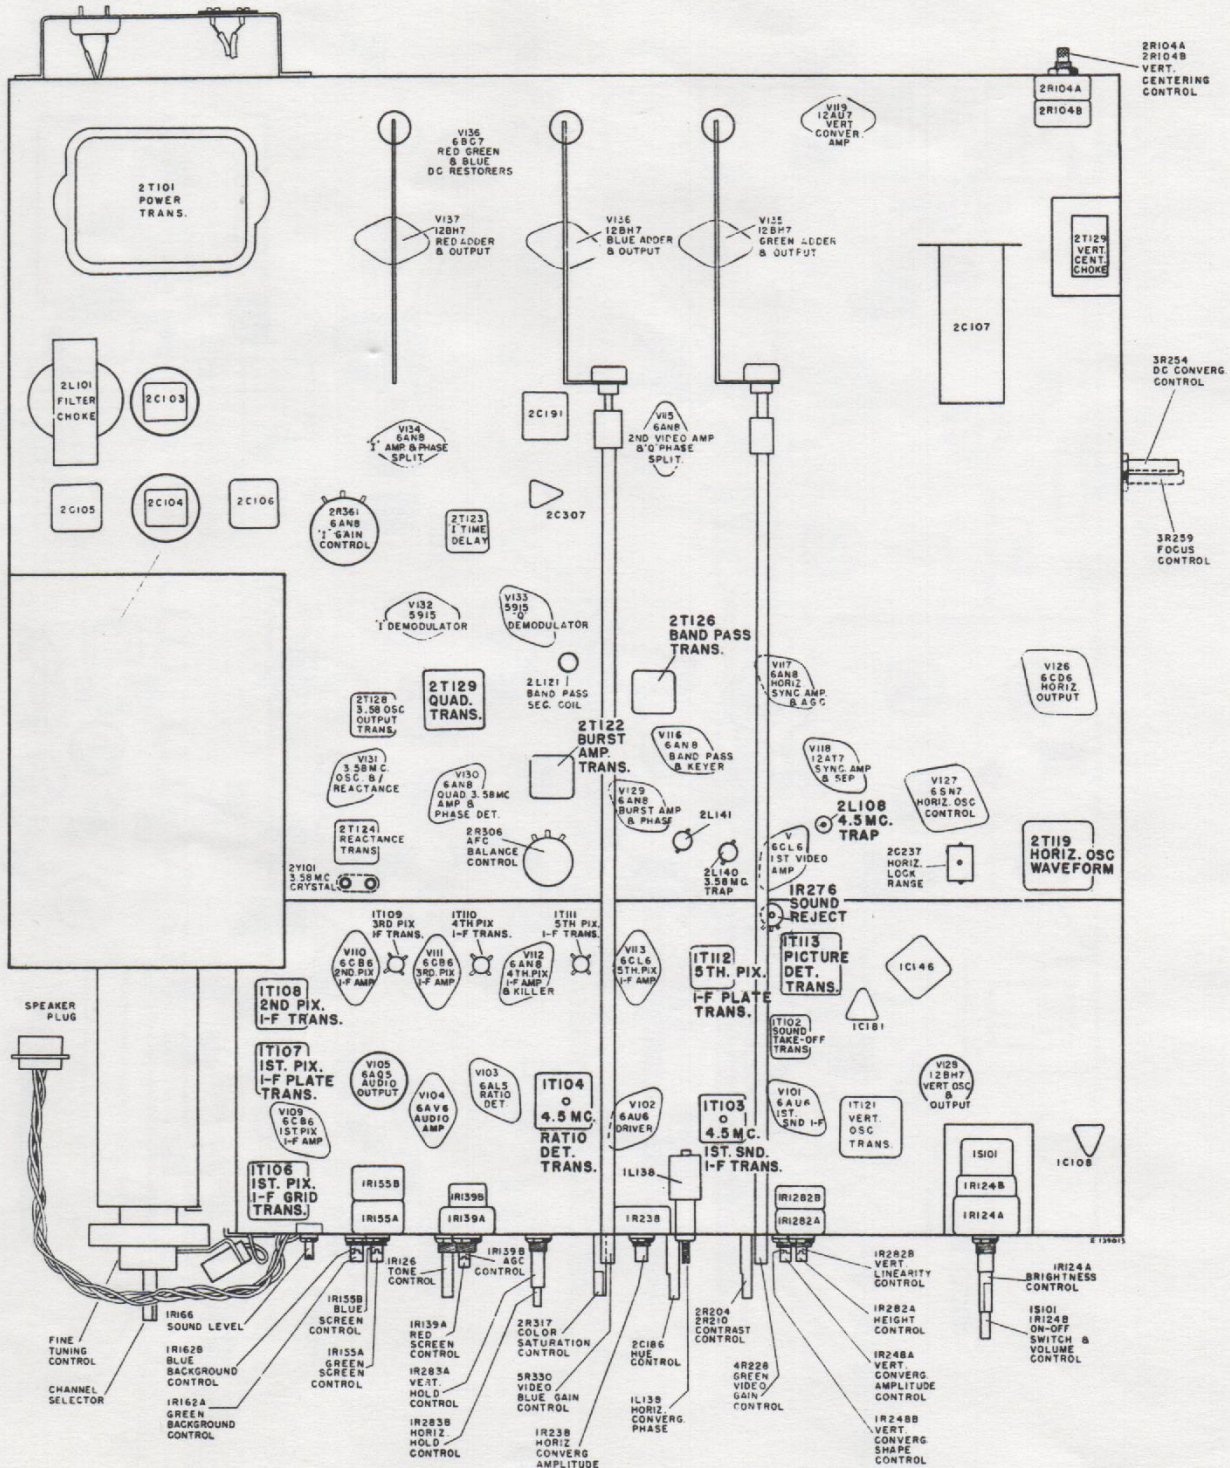 2R104A
2R104B
VERT.
CENTERING
CONTROL
2R104A
2R104B
V119
12AU7
VERT
CONVER.
AMP
V136
6BC7
RED GREEN
& BLUE
DC RESTORERS
2T101
POWER
TRANS.
V137
12BH7
RED ADDER
& OUTPUT
V136
12BH7
BLUE ADDER
& OUTPUT
V135
12BH7
GREEN ADDER
& OUTPUT
2T129
VERT.
CENT.
CHOKE
2C107
3R254
DC CONVERG.
CONTROL
2L101
FILTER
CHOKE
2C103
2C191
V134
6AN8
"I" AMP & PHASE
SPLIT.
V115
6AN8
2ND VIDEO AMP
& "Q" PHASE
SPLIT.
2C105
2C104
2C106
2C307
2R361
6AN8
"I" GAIN
CONTROL
2T123
"I" TIME
DELAY
3R259
FOCUS
CONTROL
V132
5915
"I" DEMODULATOR
V133
5915
"Q"
DEMODULATOR
2T126
BAND PASS
TRANS.
2L121
BAND PASS
SEC. COIL
V117
6AN8
HORIZ
SYNC AMP.
& AGC
V126
6CD6
HORIZ.
OUTPUT
2T128
3.58 OSC
OUTPUT
TRANS.
2T129
QUAD.
TRANS.
2T122
BURST
AMP.
TRANS.
V116
6AN8
BAND PASS
& KEYER
V118
12AT7
SYNC AMP
& SEP
V131
3.58MC.
OSC. &/
REACTANCE
V130
6AN8
QUAD. 3.58MC
AMP &
PHASE DET.
V129
6AN8
BURST AMP
& PHASE
V127
6SN7
HORIZ. OSC
CONTROL
2L141
2L108
4.5 MC.
TRAP
2T124
REACTANCE
TRANS
2R306
AFC
BALANCE
CONTROL
V
6CL6
1ST VIDEO
AMP
2C237
HORIZ.
LOCK
RANGE
2T119
HORIZ. OSC
WAVEFORM
2Y101
3.58MC
CRYSTAL
2L140
3.58MC.
TRAP
1R276
SOUND
REJECT
1T109
3RD PIX
IF TRANS.
1T110
4TH PIX
I-F TRANS.
1T111
5TH PIX.
I-F TRANS.
V110
6CB6
2ND. PIX
I-F AMP
V111
6CB6
3RD. PIX
I-F AMP
V112
6AN8
4TH. PIX
I-F AMP
& KILLER
V113
6CL6
5TH. PIX
I-F AMP
1T112
5TH. PIX.
I-F PLATE
TRANS.
1T113
PICTURE
DET.
TRANS.
1C146
1T108
2ND PIX.
I-F TRANS.
1C181
SPEAKER
PLUG
1T102
SOUND
TAKE-OFF
TRANS
1T107
1ST. PIX.
I-F PLATE
TRANS.
V105
6AQ5
AUDIO
OUTPUT
V104
6AV6
AUDIO
AMP
V103
6AL5
RATIO
DET.
1T104
4.5 MC.
RATIO
DET.
TRANS.
V102
6AU6
DRIVER
1T103
4.5 MC.
1ST. SND.
I-F TRANS.
V101
6AU6
1ST.
SND I-F
1T121
VERT.
OSC
TRANS.
V128
12BH7
VERT OSC
&
OUTPUT
V109
6CB6
1ST PIX
I-F AMP
1C108
1T106
1ST. PIX.
I-F GRID
TRANS.
1R155B
1R155A
1R139B
1R139A
1L138
1R238
1R1282B
1R1282A
1S101
1R124B
1R124A
E 139015
1R126
TONE
CONTROL
1R139B
AGC
CONTROL
1R282B
VERT.
LINEARITY
CONTROL
1R124A
BRIGHTNESS
CONTROL
1R166
SOUND LEVEL
1R155B
BLUE
SCREEN
CONTROL
1R139A
RED
SCREEN
CONTROL
2R317
COLOR
SATURATION
CONTROL
2C186
HUE
CONTROL
2R204
2R210
CONTRAST
CONTROL
1R282A
HEIGHT
CONTROL
1S101
1R124B
ON-OFF
SWITCH &
VOLUME
CONTROL
FINE
TUNING
CONTROL
1R162B
BLUE
BACKGROUND
CONTROL
1R155A
GREEN
SCREEN
CONTROL
1R283A
VERT.
HOLD
CONTROL
5R330
VIDEO
BLUE GAIN
CONTROL
4R228
GREEN
VIDEO
GAIN
CONTROL
1R248A
VERT.
CONVERG.
AMPLITUDE
CONTROL
CHANNEL
SELECTOR
1R162A
GREEN
BACKGROUND
CONTROL
1R283B
HORIZ.
HOLD
CONTROL
1R238
HORIZ
CONVERG
AMPLITUDE
1L138
HORIZ.
CONVERG.
PHASE
1R248B
VERT.
CONVERG.
SHAPE
CONTROL